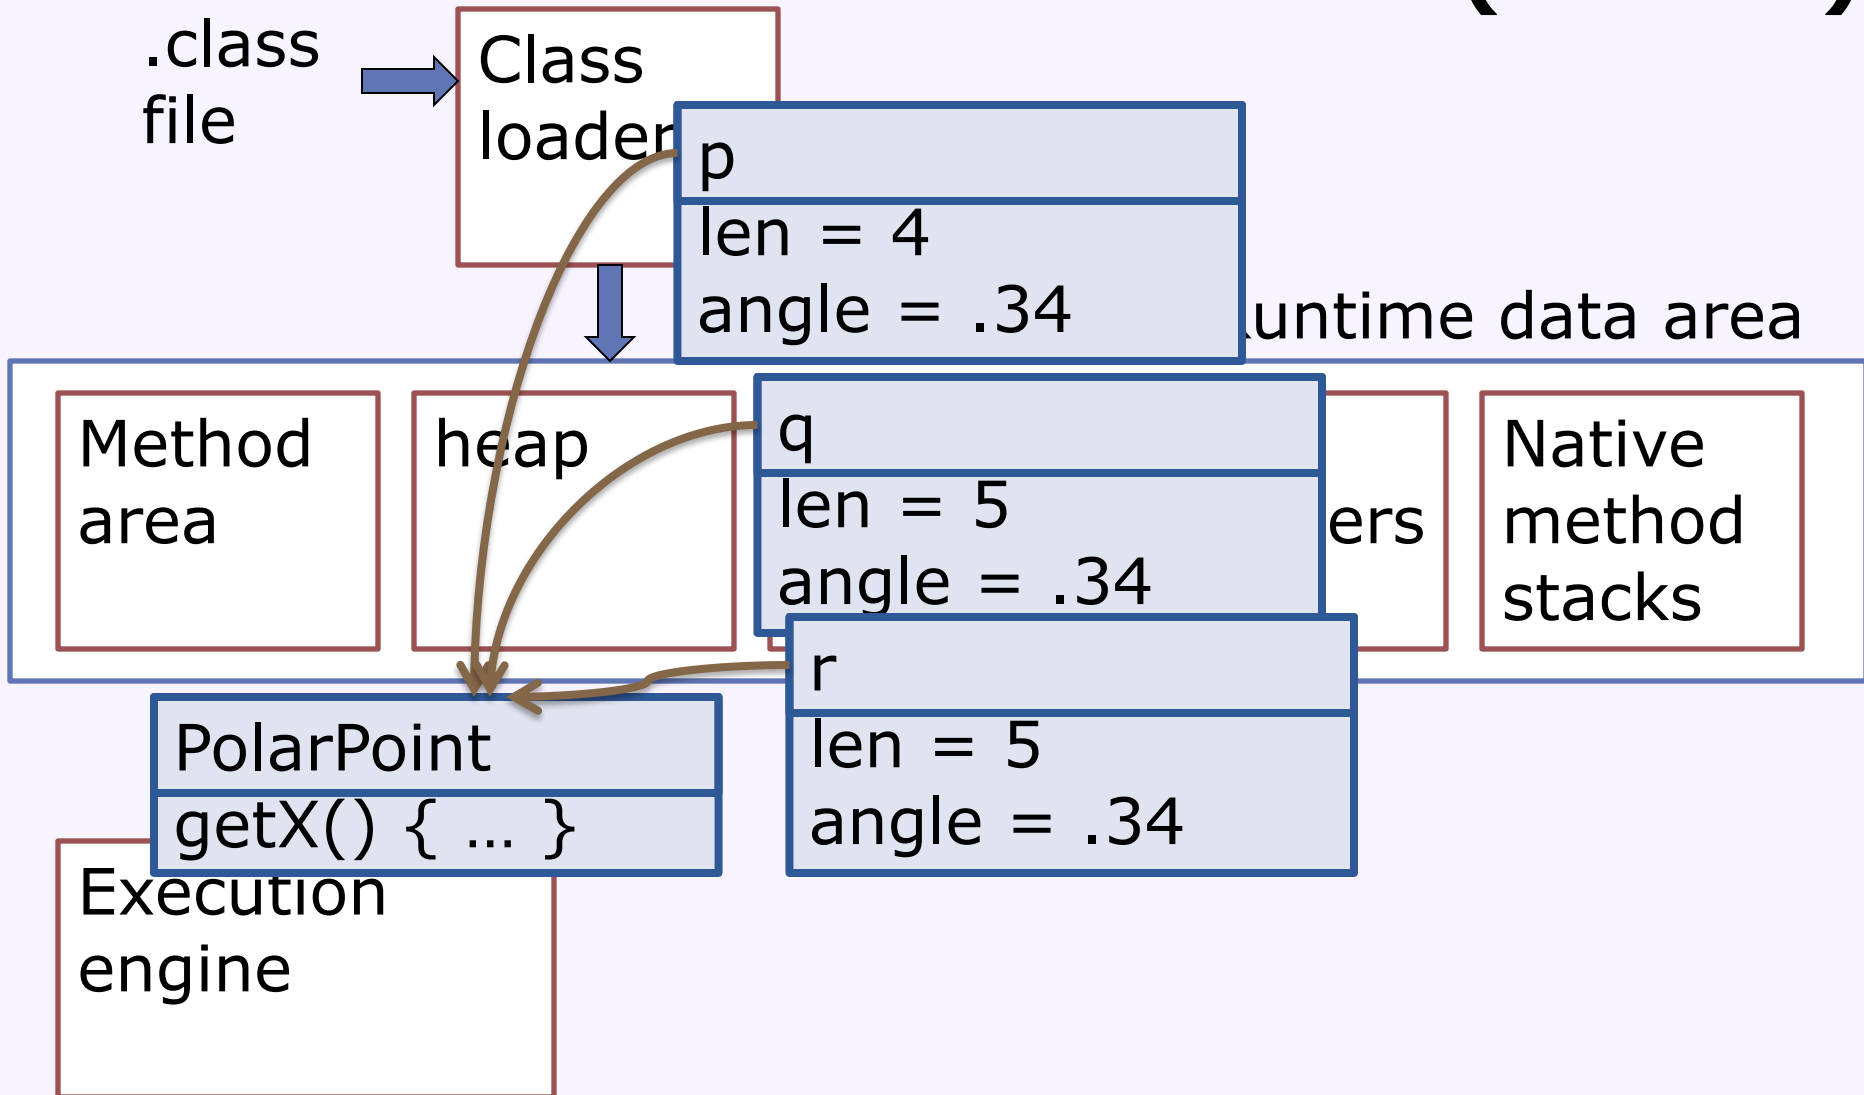 .class
file
Class
loader
p
len = 4
angle = .34
untime data area
Method
area
heap
q
len = 5
angle = .34
ers
Native
method
stacks
r
len = 5
angle = .34
PolarPoint
getX() { … }
Execution
engine